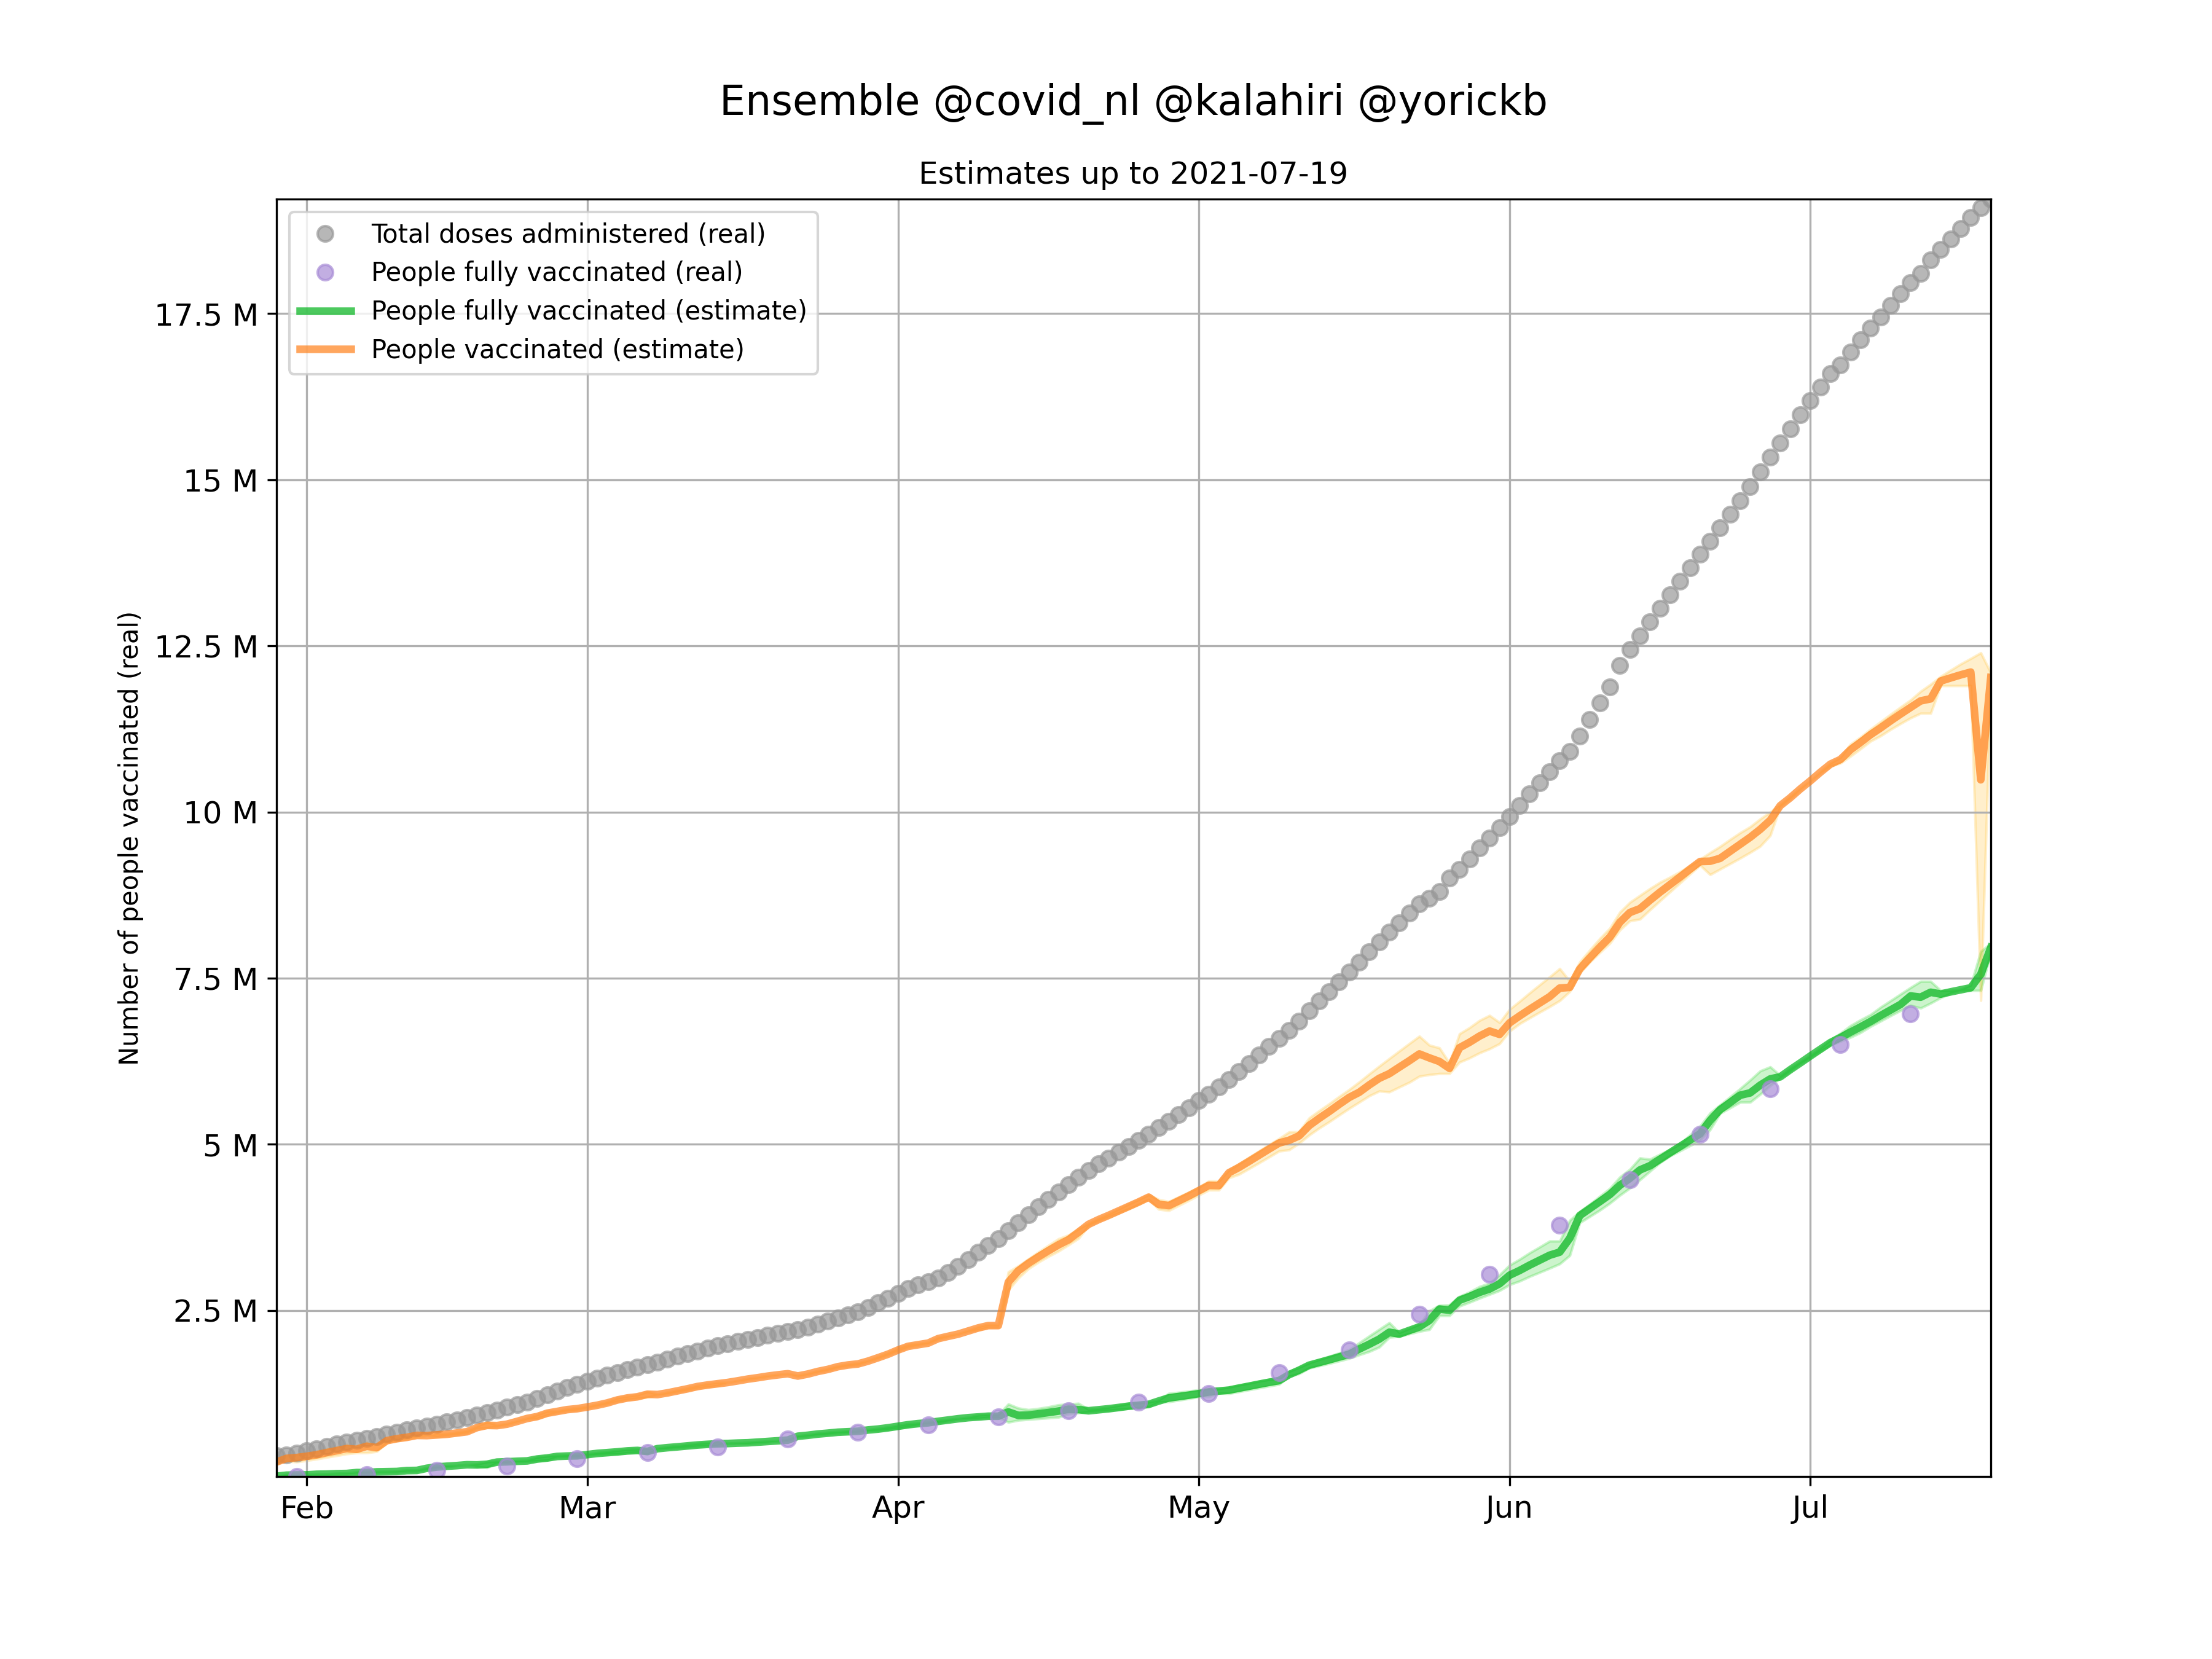 Ensemble @covid_nl @kalahiri @yorickb
Estimates up to 2021-07-19
Total doses administered (real)
People fully vaccinated (real)
People fully vaccinated (estimate)
People vaccinated (estimate)
17.5 M
15 M
12.5 M
10 M
7.5 M
5 M
2.5 M
Number of people vaccinated (real)
Feb
Mar
Apr
May
Jun
Jul